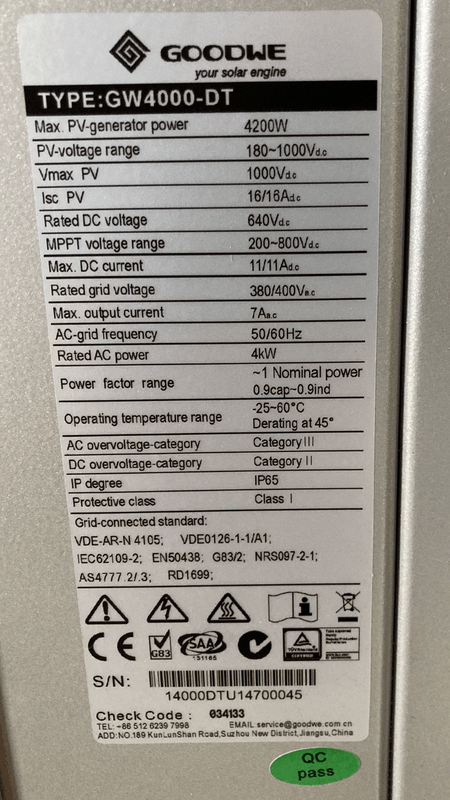 GOODWE
your solar engine
TYPE:GW4000-DT
Max. PV-generator power 4200W
PV-voltage range 180~1000Vd.c
Vmax PV 1000Vd.c
Isc PV 16/16Ad.c
Rated DC voltage 640Vd.c
MPPT voltage range 200~800Vd.c
Max. DC current 11/11Ad.c
Rated grid voltage 380/400Va.c
Max. output current 7Aa.c
AC-grid frequency 50/60Hz
Rated AC power 4kW
Power factor range ~1 Nominal power
0.9cap~0.9ind
Operating temperature range -25~60°C
Derating at 45°
AC overvoltage-category Category III
DC overvoltage-category Category II
IP degree IP65
Protective class Class I
Grid-connected standard:
VDE-AR-N 4105; VDE0126-1-1/A1;
IEC62109-2; EN50438; G83/2; NRS097-2-1;
AS4777.2/.3; RD1699;
CE G83 SAA 131165
S/N:
14000DTU14700045
Check Code : 034133
TEL: +86 512 6239 7998 EMAIL:service@goodwe.com.cn
ADD:NO.189 KunLunShan Road,Suzhou New District,Jiangsu,China
QC
pass